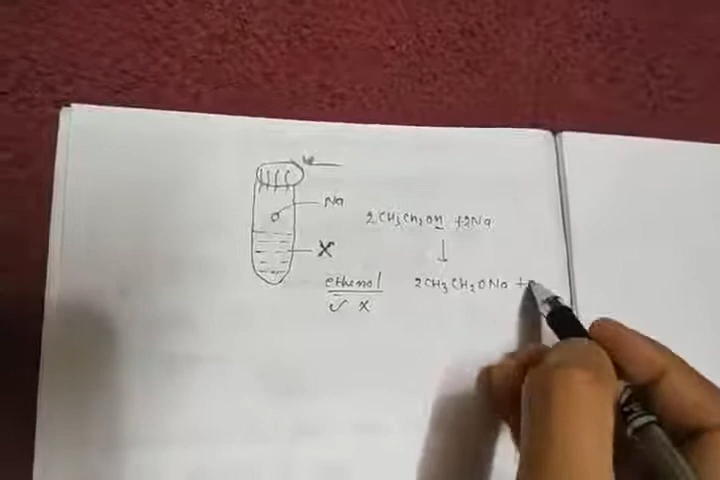 Na
2CH3CH2OH + 2Na
X
↓
ethanol
2CH3CH2ONa +
✓ X